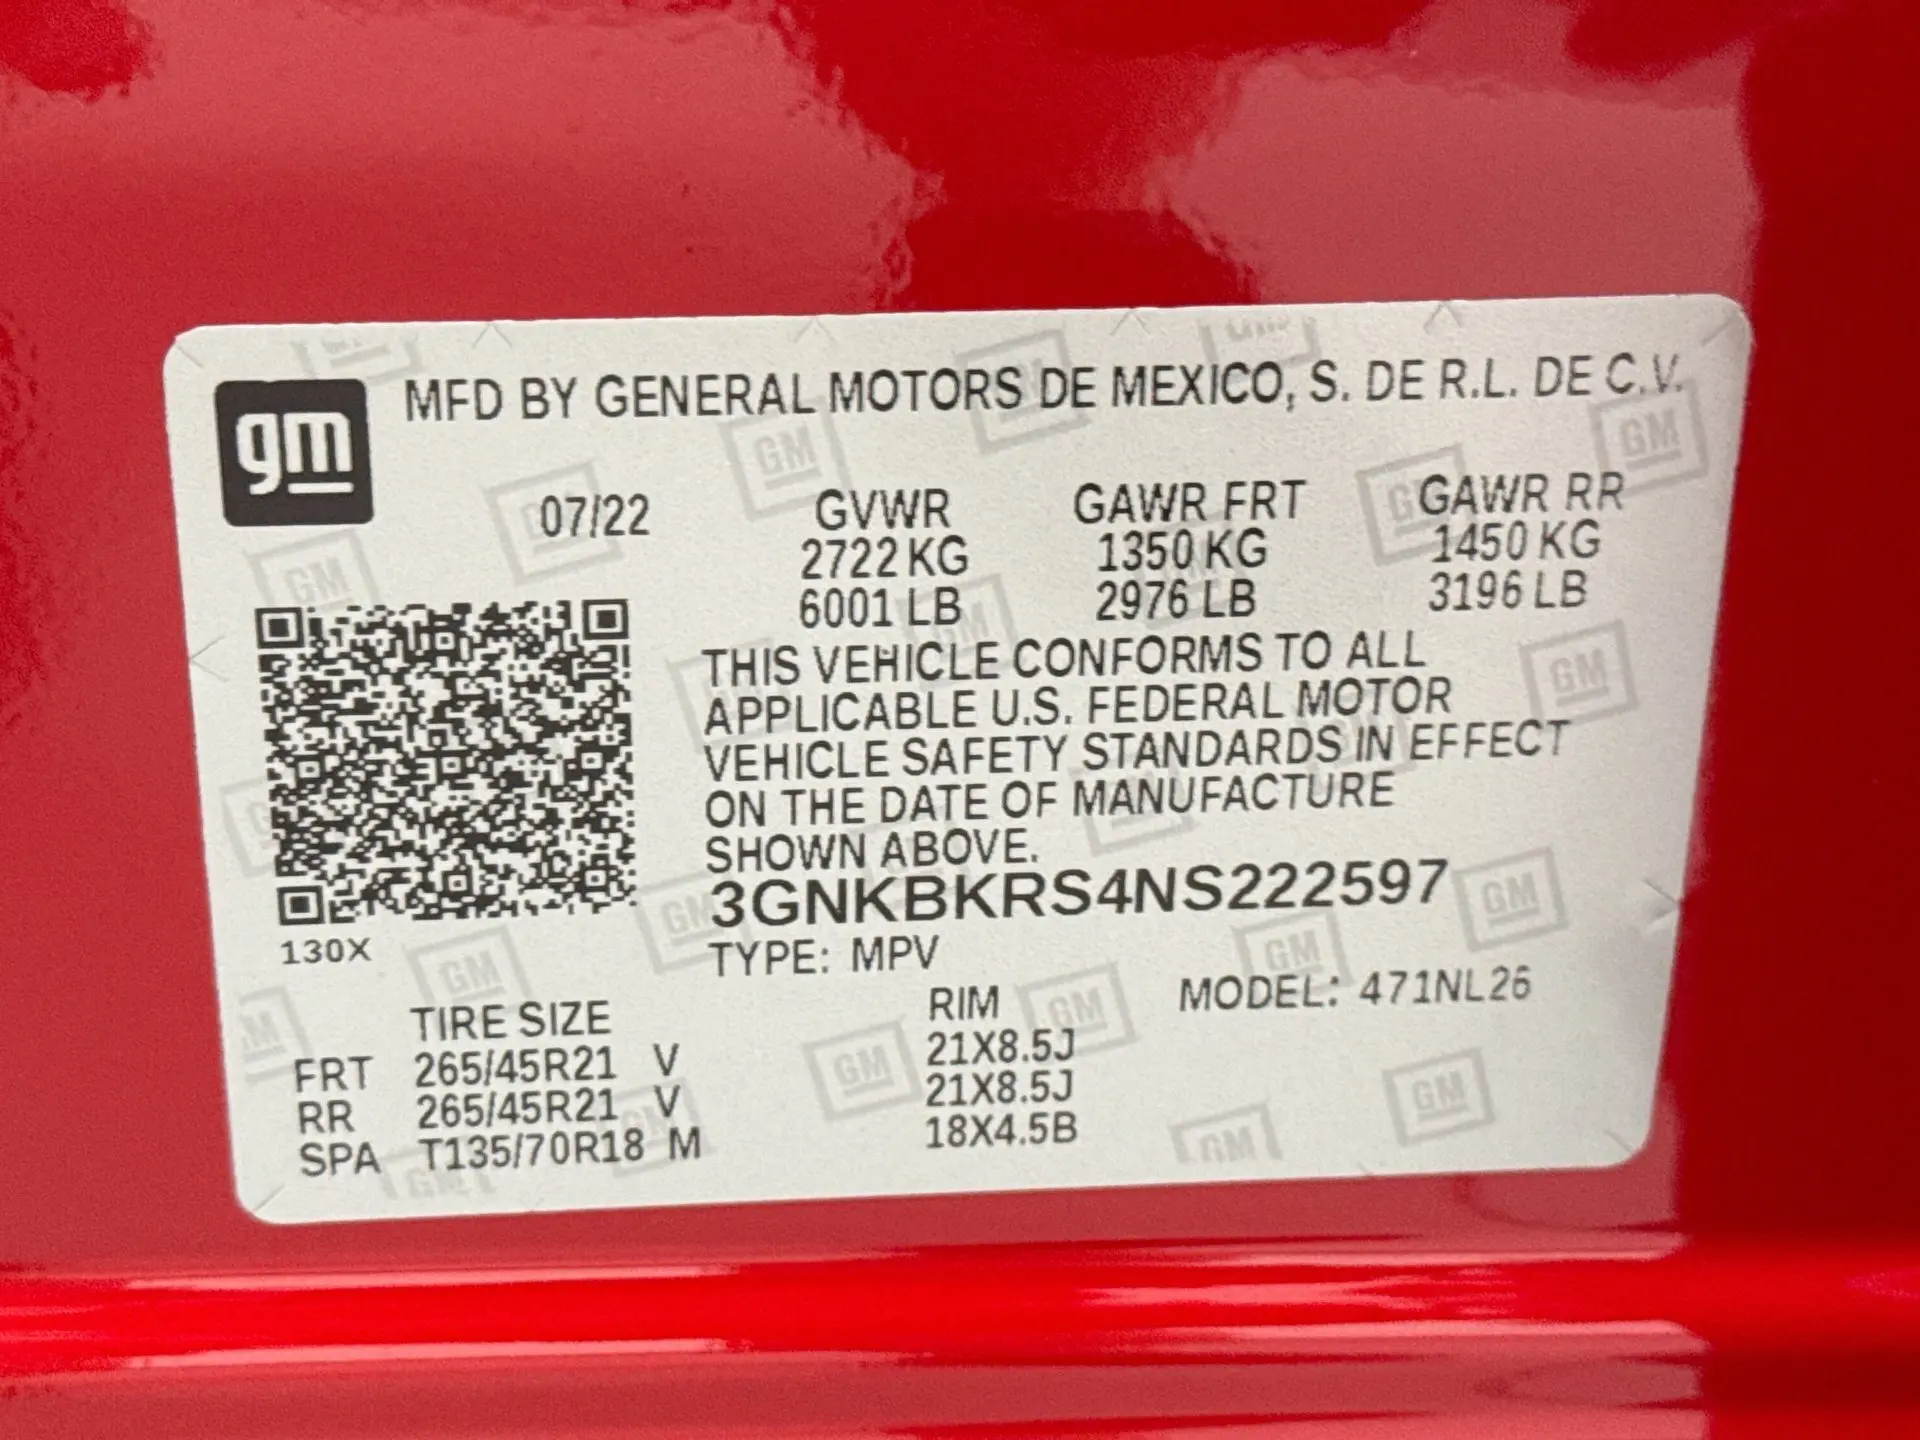 gm
MFD BY GENERAL MOTORS DE MEXICO, S. DE R.L. DE C.V.
07/22 GVWR GAWR FRT GAWR RR
2722 KG 1350 KG 1450 KG
6001 LB 2976 LB 3196 LB
THIS VEHICLE CONFORMS TO ALL
APPLICABLE U.S. FEDERAL MOTOR
VEHICLE SAFETY STANDARDS IN EFFECT
ON THE DATE OF MANUFACTURE
SHOWN ABOVE.
3GNKBKRS4NS222597
130X
TYPE: MPV
MODEL: 471NL26
TIRE SIZE RIM
FRT 265/45R21 V 21X8.5J
RR 265/45R21 V 21X8.5J
SPA T135/70R18 M 18X4.5B